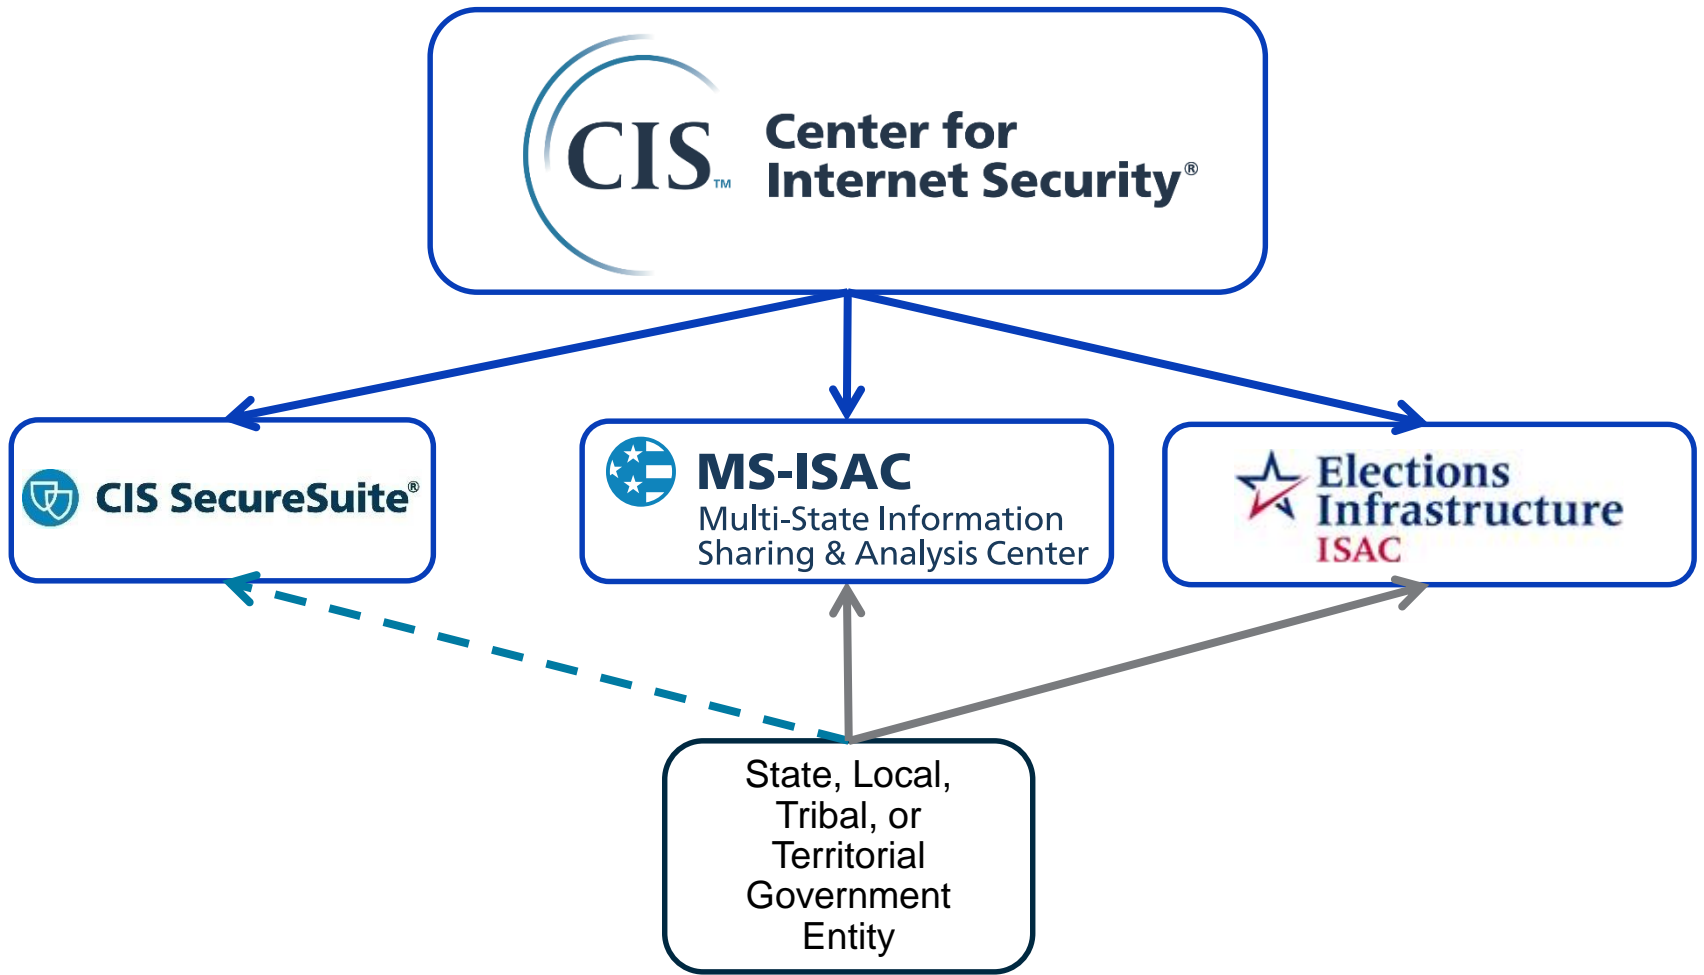 CIS™
Center for
Internet Security®
CIS SecureSuite®
MS-ISAC
Multi-State Information
Sharing & Analysis Center
Elections
Infrastructure
ISAC
State, Local,
Tribal, or
Territorial
Government
Entity